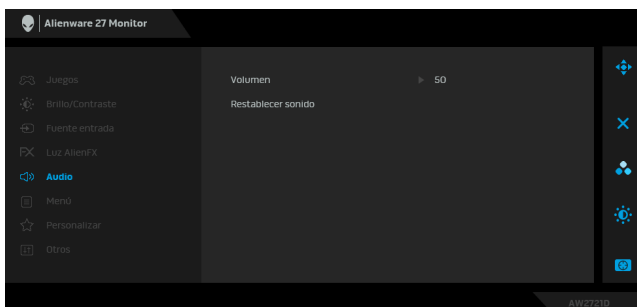 Alienware 27 Monitor
Juegos
Brillo/Contraste
Fuente entrada
Luz AlienFX
Audio
Menú
Personalizar
Otros
Volumen 50
Restablecer sonido
AW2721D